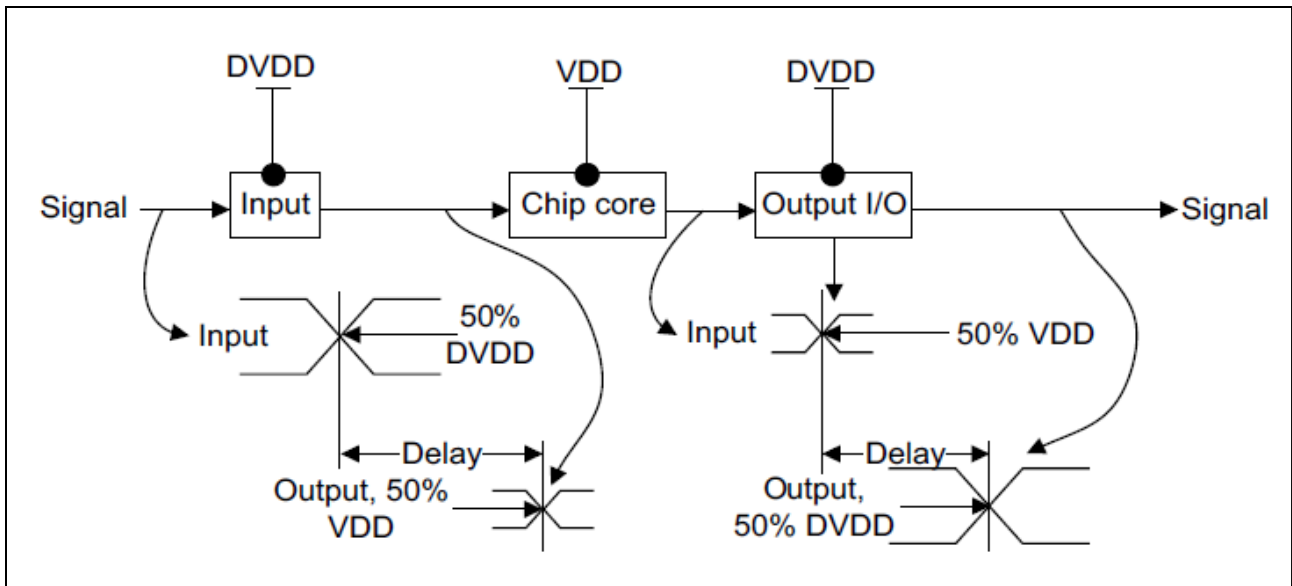 DVDD
VDD
DVDD
Signal
Input
Chip core
Output I/O
Signal
Input
50%
DVDD
Input
50% VDD
Delay
Output, 50%
VDD
Delay
Output,
50% DVDD